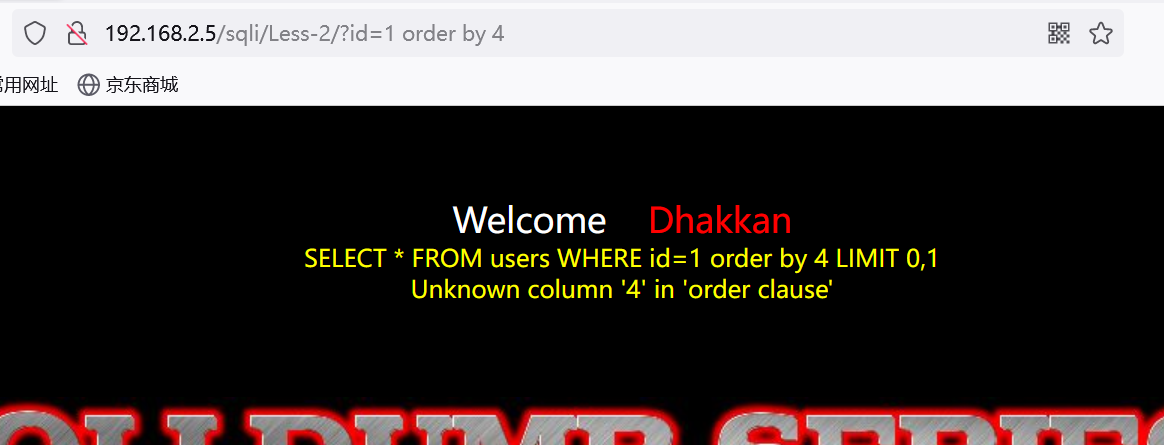 192.168.2.5/sqli/Less-2/?id=1 order by 4
用网址 京东商城
Welcome Dhakkan
SELECT * FROM users WHERE id=1 order by 4 LIMIT 0,1
Unknown column '4' in 'order clause'